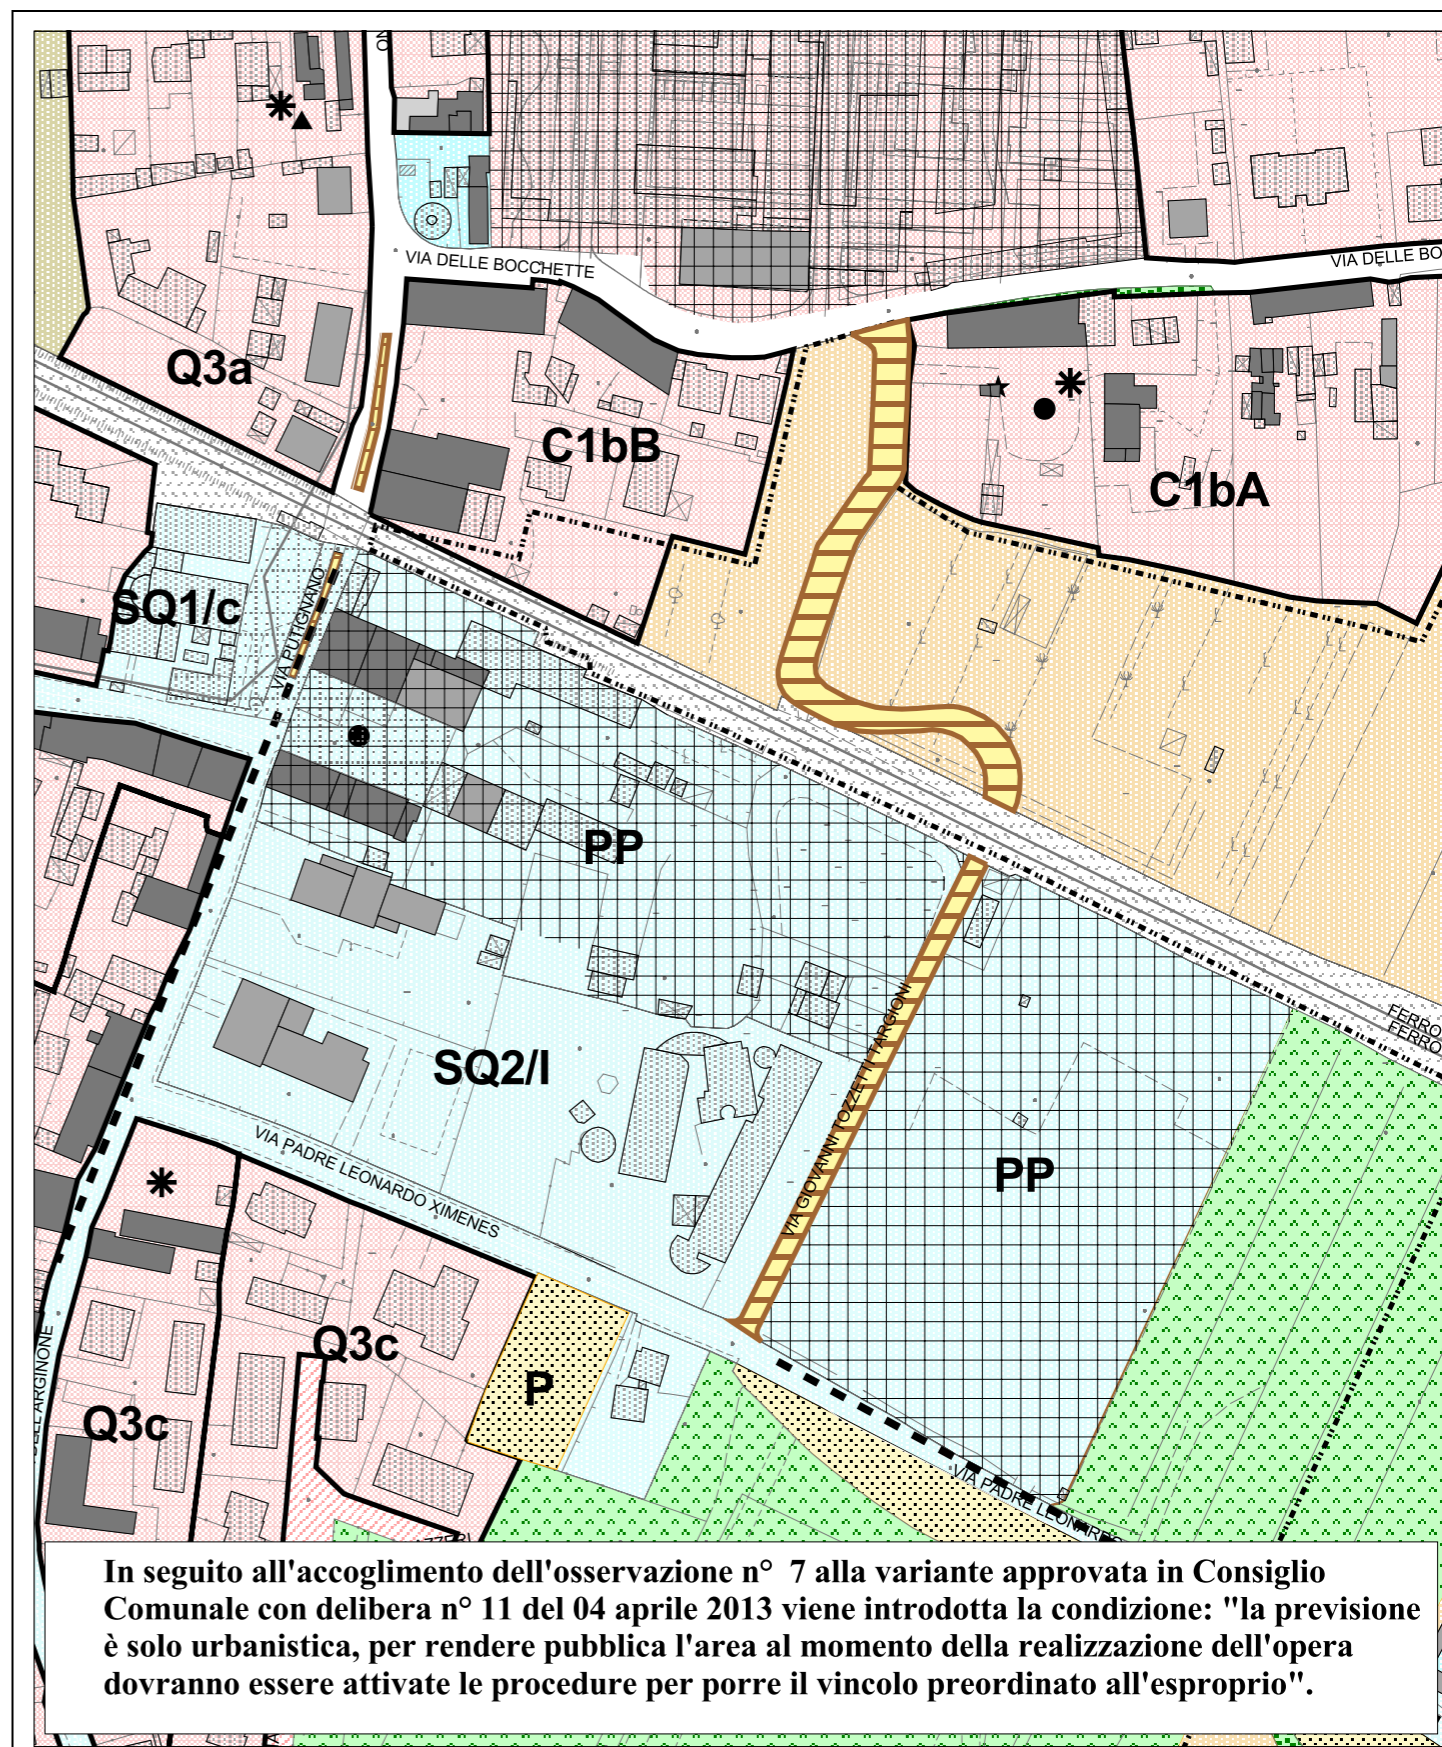 NO
VIA DELLE BOCCHETTE
VIA DELLE BO
Q3a
C1bB
C1bA
SQ1/c
VIA PUTIGNANO
PP
SQ2/I
FERRO
FERRO
VIA GIOVANNI TOZZETTI TARGIONI
PP
VIA PADRE LEONARDO XIMENES
Q3c
P
Q3c
DELL'ARGINONE
VIA PADRE LEONARDO
In seguito all'accoglimento dell'osservazione n° 7 alla variante approvata in Consiglio
Comunale con delibera n° 11 del 04 aprile 2013 viene introdotta la condizione: "la previsione
è solo urbanistica, per rendere pubblica l'area al momento della realizzazione dell'opera
dovranno essere attivate le procedure per porre il vincolo preordinato all'esproprio".